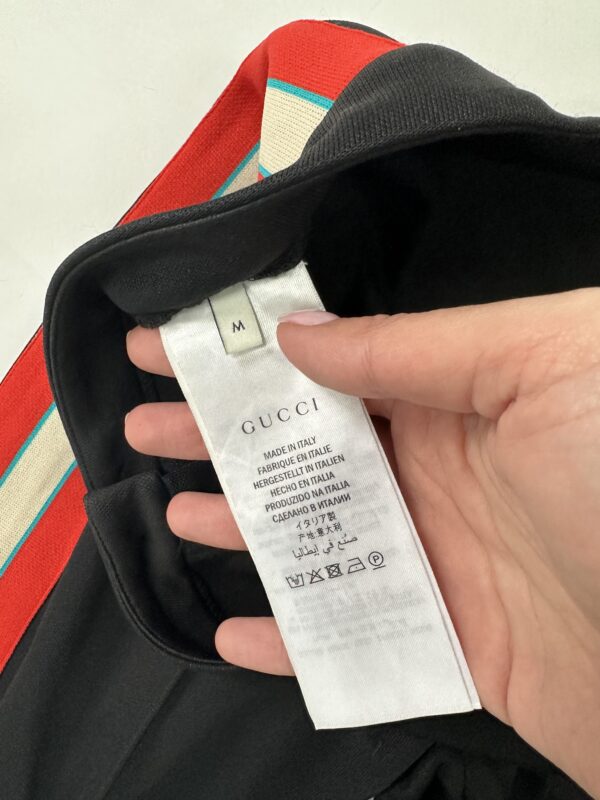 M
GUCCI
MADE IN ITALY
FABRIQUE EN ITALIE
HERGESTELLT IN ITALIEN
HECHO EN ITALIA
PRODUZIDO NA ITALIA
СДЕЛАНО В ИТАЛИИ
イタリア製
产地意大利
صنع في إيطاليا